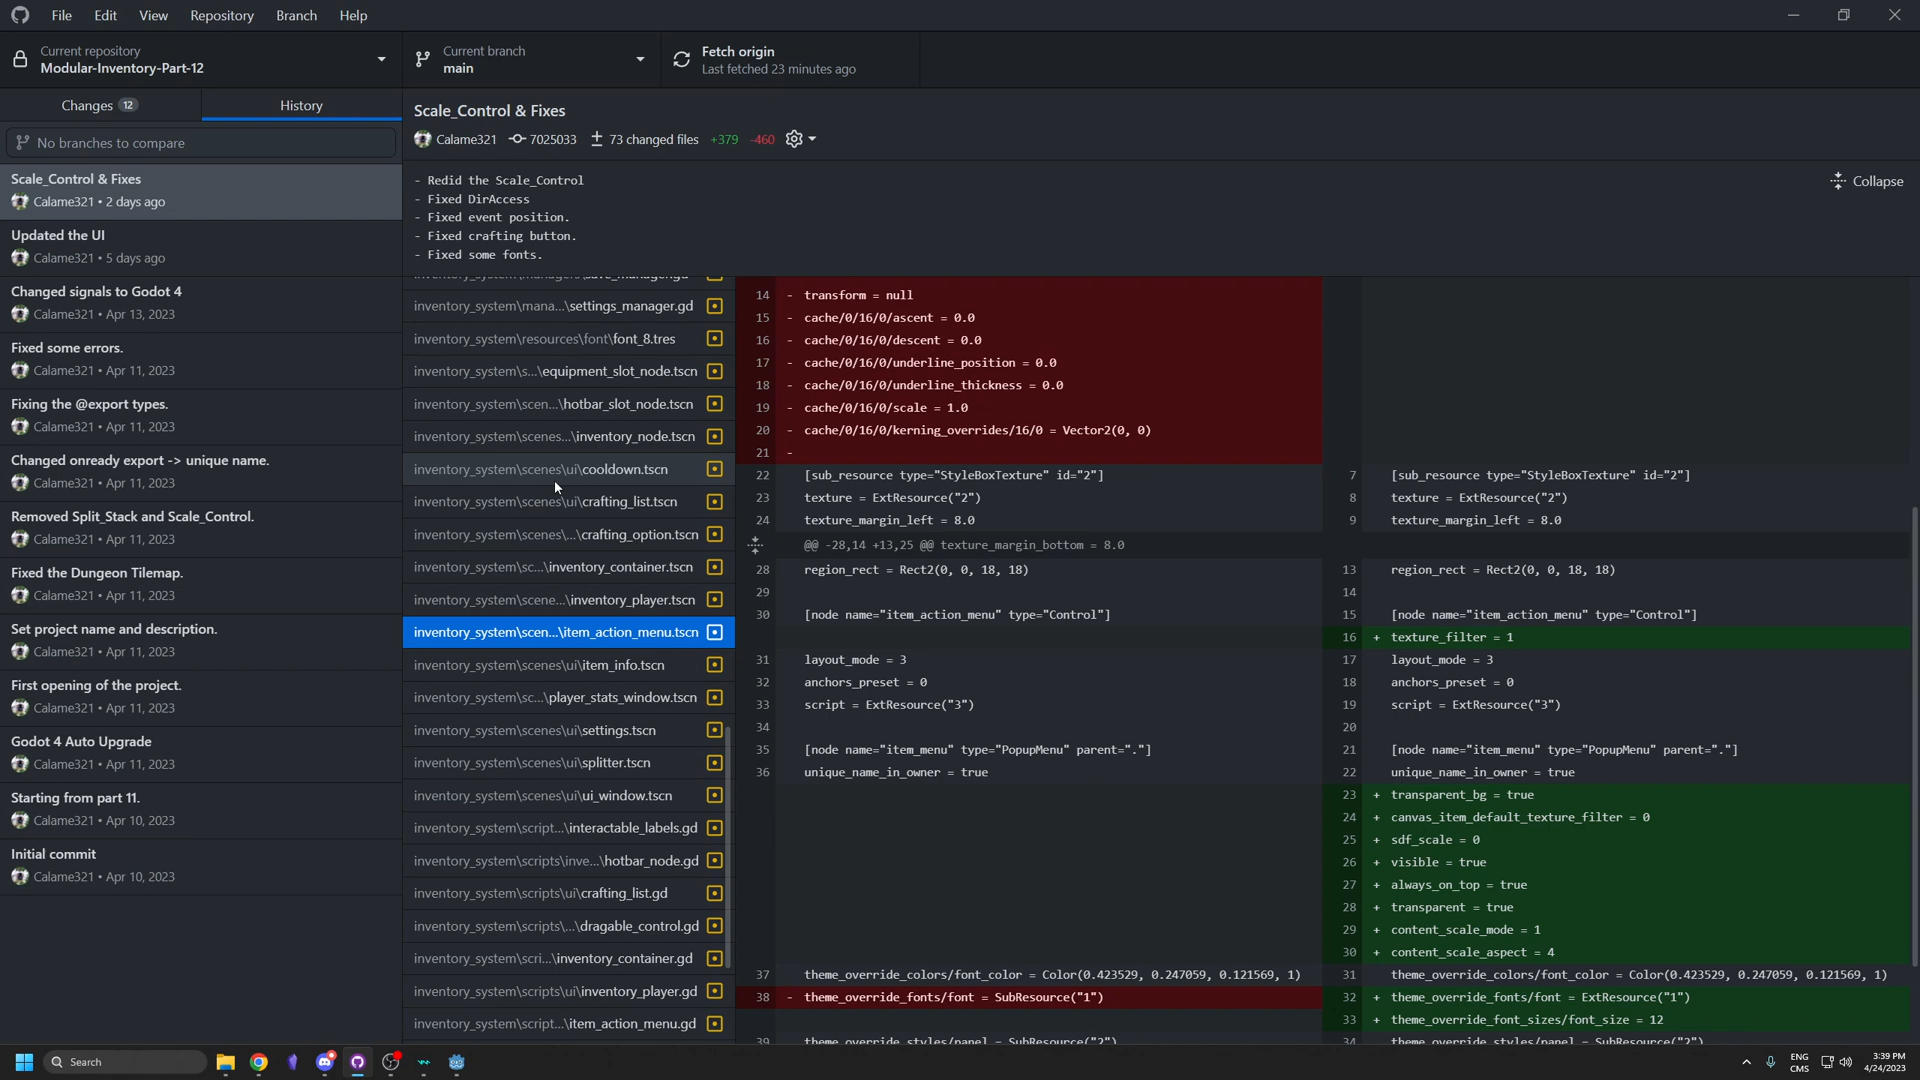 File Edit View Repository Branch Help
Current repository
Modular-Inventory-Part-12
Current branch
main
Fetch origin
Last fetched 23 minutes ago
Changes 12
History
No branches to compare
Scale_Control & Fixes
Calame321 • 2 days ago
Updated the UI
Calame321 • 5 days ago
Changed signals to Godot 4
Calame321 • Apr 13, 2023
Fixed some errors.
Calame321 • Apr 11, 2023
Fixing the @export types.
Calame321 • Apr 11, 2023
Changed onready export -> unique name.
Calame321 • Apr 11, 2023
Removed Split_Stack and Scale_Control.
Calame321 • Apr 11, 2023
Fixed the Dungeon Tilemap.
Calame321 • Apr 11, 2023
Set project name and description.
Calame321 • Apr 11, 2023
First opening of the project.
Calame321 • Apr 11, 2023
Godot 4 Auto Upgrade
Calame321 • Apr 11, 2023
Starting from part 11.
Calame321 • Apr 10, 2023
Initial commit
Calame321 • Apr 10, 2023
Scale_Control & Fixes
Calame321 7025033 73 changed files +379 -460
- Redid the Scale_Control
- Fixed DirAccess
- Fixed event position.
- Fixed crafting button.
- Fixed some fonts.
Collapse
inventory_system\mana...\settings_manager.gd
inventory_system\resources\font\font_8.tres
inventory_system\s...\equipment_slot_node.tscn
inventory_system\scen...\hotbar_slot_node.tscn
inventory_system\scenes...\inventory_node.tscn
inventory_system\scenes\ui\cooldown.tscn
inventory_system\scenes\ui\crafting_list.tscn
inventory_system\scenes\...\crafting_option.tscn
inventory_system\sc...\inventory_container.tscn
inventory_system\scene...\inventory_player.tscn
inventory_system\scen...\item_action_menu.tscn
inventory_system\scenes\ui\item_info.tscn
inventory_system\sc...\player_stats_window.tscn
inventory_system\scenes\ui\settings.tscn
inventory_system\scenes\ui\splitter.tscn
inventory_system\scenes\ui\ui_window.tscn
inventory_system\script...\interactable_labels.gd
inventory_system\scripts\inve...\hotbar_node.gd
inventory_system\scripts\ui\crafting_list.gd
inventory_system\scripts\...\dragable_control.gd
inventory_system\scri...\inventory_container.gd
inventory_system\scripts\ui\inventory_player.gd
inventory_system\script...\item_action_menu.gd
14 - transform = null
15 - cache/0/16/0/ascent = 0.0
16 - cache/0/16/0/descent = 0.0
17 - cache/0/16/0/underline_position = 0.0
18 - cache/0/16/0/underline_thickness = 0.0
19 - cache/0/16/0/scale = 1.0
20 - cache/0/16/0/kerning_overrides/16/0 = Vector2(0, 0)
21 -
22 [sub_resource type="StyleBoxTexture" id="2"]
23 texture = ExtResource("2")
24 texture_margin_left = 8.0
@@ -28,14 +13,25 @@ texture_margin_bottom = 8.0
28 region_rect = Rect2(0, 0, 18, 18)
29
30 [node name="item_action_menu" type="Control"]
31 layout_mode = 3
32 anchors_preset = 0
33 script = ExtResource("3")
34
35 [node name="item_menu" type="PopupMenu" parent="."]
36 unique_name_in_owner = true
37 theme_override_colors/font_color = Color(0.423529, 0.247059, 0.121569, 1)
38 - theme_override_fonts/font = SubResource("1")
39 theme_override_styles/panel = SubResource("2")
7 [sub_resource type="StyleBoxTexture" id="2"]
8 texture = ExtResource("2")
9 texture_margin_left = 8.0
13 region_rect = Rect2(0, 0, 18, 18)
14
15 [node name="item_action_menu" type="Control"]
16 + texture_filter = 1
17 layout_mode = 3
18 anchors_preset = 0
19 script = ExtResource("3")
20
21 [node name="item_menu" type="PopupMenu" parent="."]
22 unique_name_in_owner = true
23 + transparent_bg = true
24 + canvas_item_default_texture_filter = 0
25 + sdf_scale = 0
26 + visible = true
27 + always_on_top = true
28 + transparent = true
29 + content_scale_mode = 1
30 + content_scale_aspect = 4
31 theme_override_colors/font_color = Color(0.423529, 0.247059, 0.121569, 1)
32 + theme_override_fonts/font = ExtResource("1")
33 + theme_override_font_sizes/font_size = 12
34 theme_override_styles/panel = SubResource("2")
Search
ENG
CMS
3:39 PM
4/24/2023